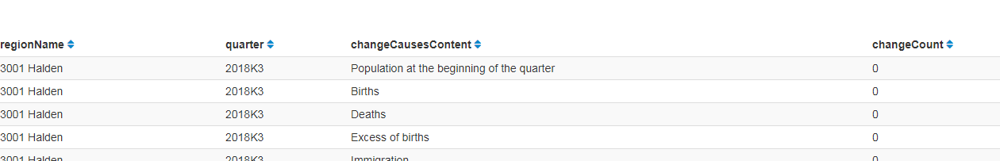 regionName quarter changeCausesContent changeCount
3001 Halden 2018K3 Population at the beginning of the quarter 0
3001 Halden 2018K3 Births 0
3001 Halden 2018K3 Deaths 0
3001 Halden 2018K3 Excess of births 0
3001 Halden 2018K3 Immigration 0